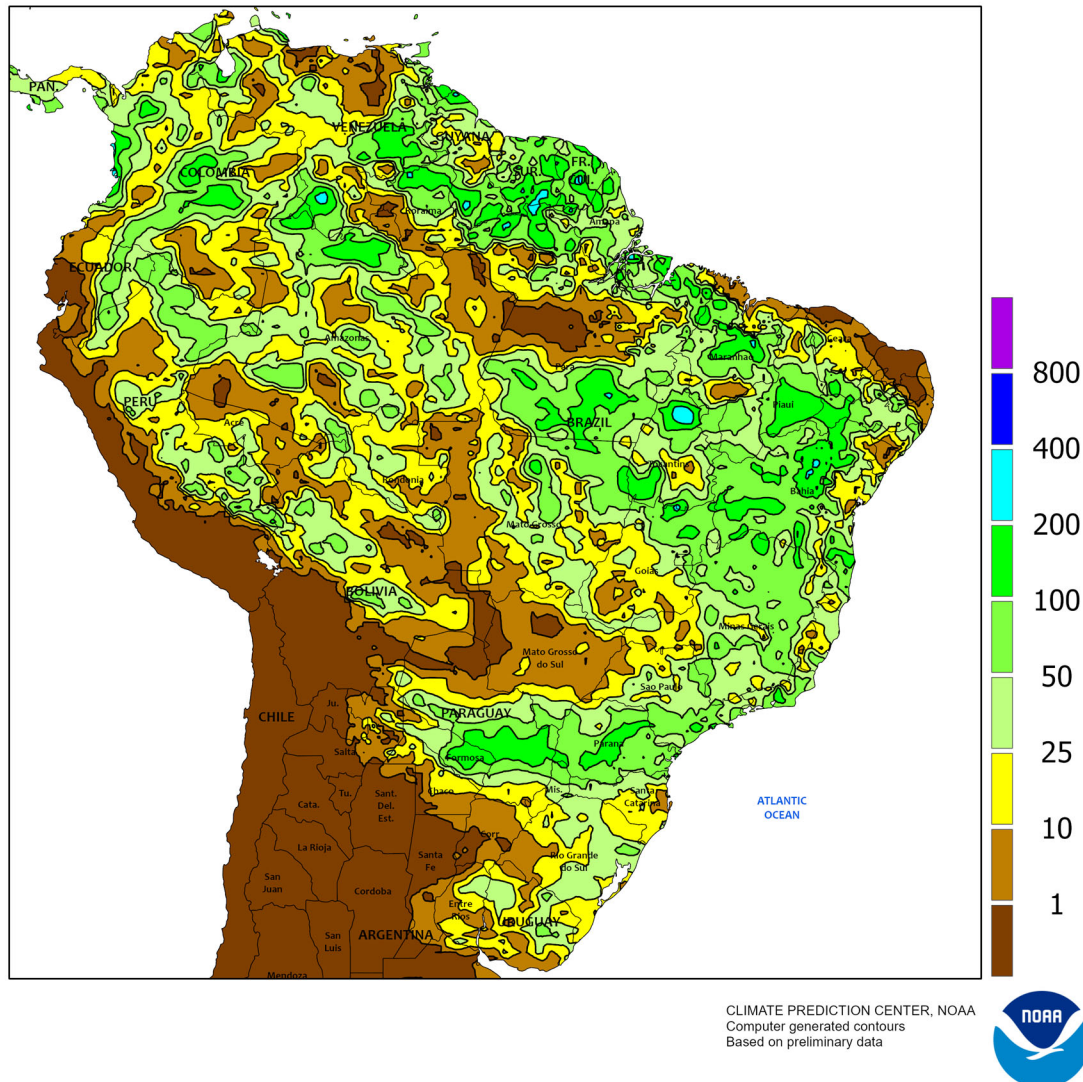 PAN.
VENEZUELA
GUYANA
COLOMBIA
SUR.
FR.
GUI.
Roraima
Amapa
ECUADOR
Amazonas
Para
Maranhao
Ceara
PERU
Acre
BRAZIL
Piaui
Rondonia
Tocantins
Bahia
Mato Grosso
Goias
BOLIVIA
Minas Gerais
Mato Grosso
do Sul
Sao Paulo
CHILE
Ju.
PARAGUAY
Salta
Formosa
Parana
Cata.
Tu.
Sant.
Del.
Est.
Chaco
Mis.
Santa
Catarina
ATLANTIC
OCEAN
La Rioja
Santa
Fe
Corr
Rio Grande
do Sul
San
Juan
Cordoba
Entre
Rios
URUGUAY
San
Luis
ARGENTINA
Mendoza
800
400
200
100
50
25
10
1
CLIMATE PREDICTION CENTER, NOAA
Computer generated contours
Based on preliminary data
NOAA